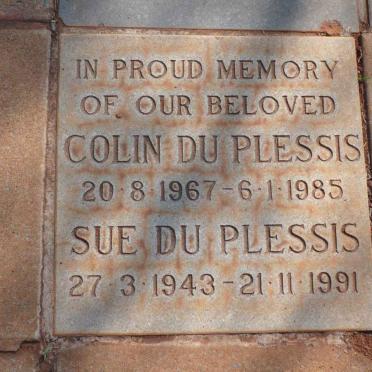 IN PROUD MEMORY
OF OUR BELOVED
COLIN DU PLESSIS
20·8·1967-6·1·1985
SUE DU PLESSIS
27·3·1943-21·11·1991